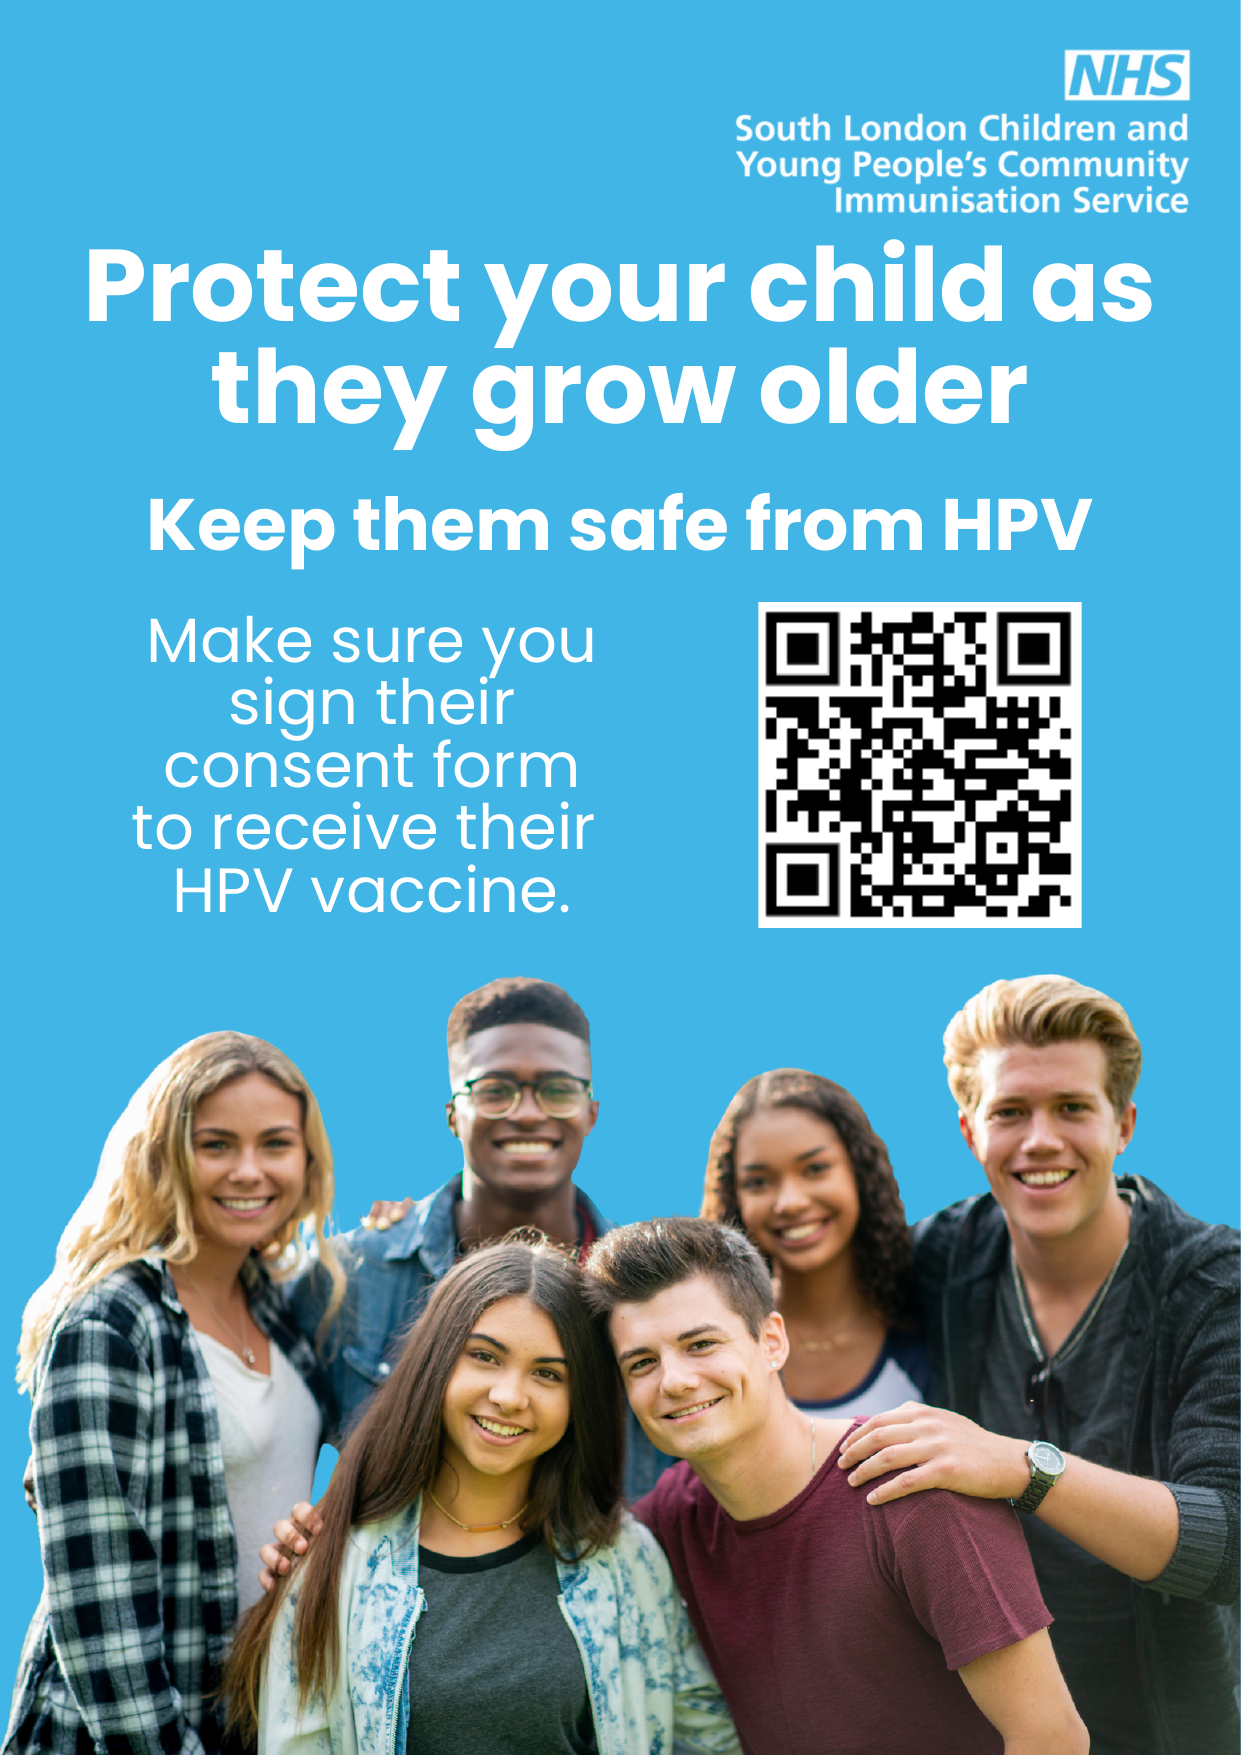 NHS
South London Children and
Young People's Community
Immunisation Service
Protect your child as
they grow older
Keep them safe from HPV
Make sure you
sign their
consent form
to receive their
HPV vaccine.